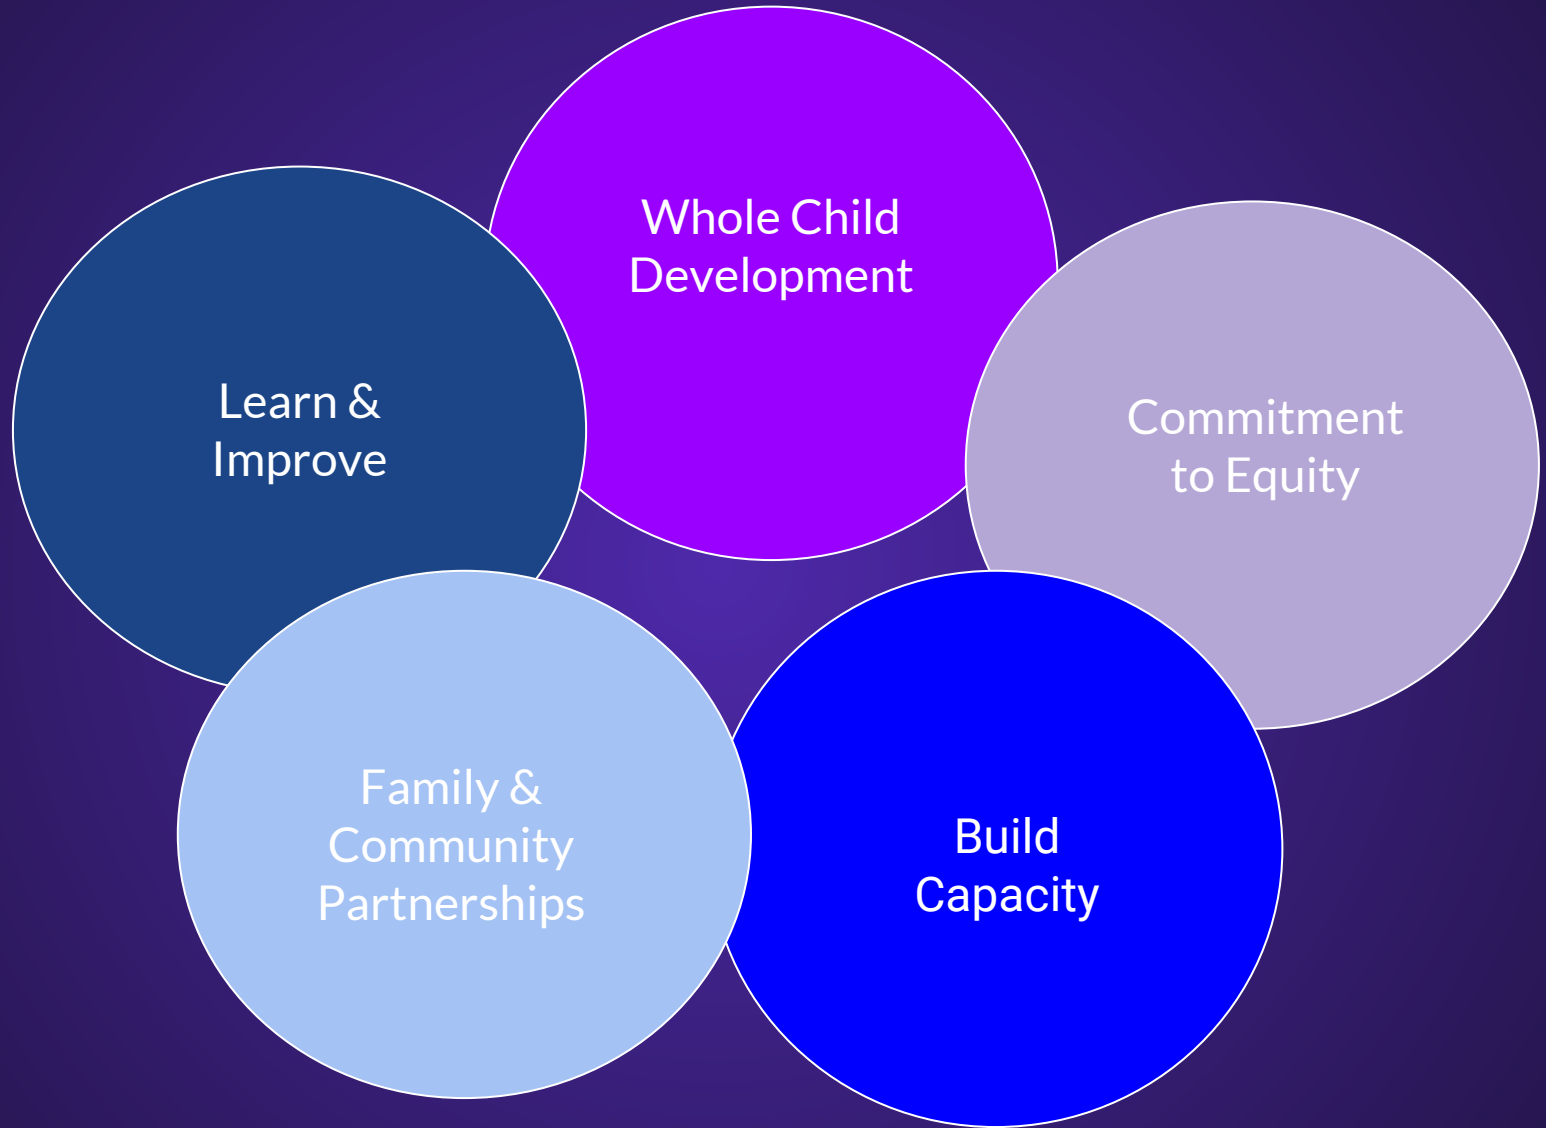 Whole Child
Development
Learn &
Improve
Commitment
to Equity
Family &
Community
Partnerships
Build
Capacity